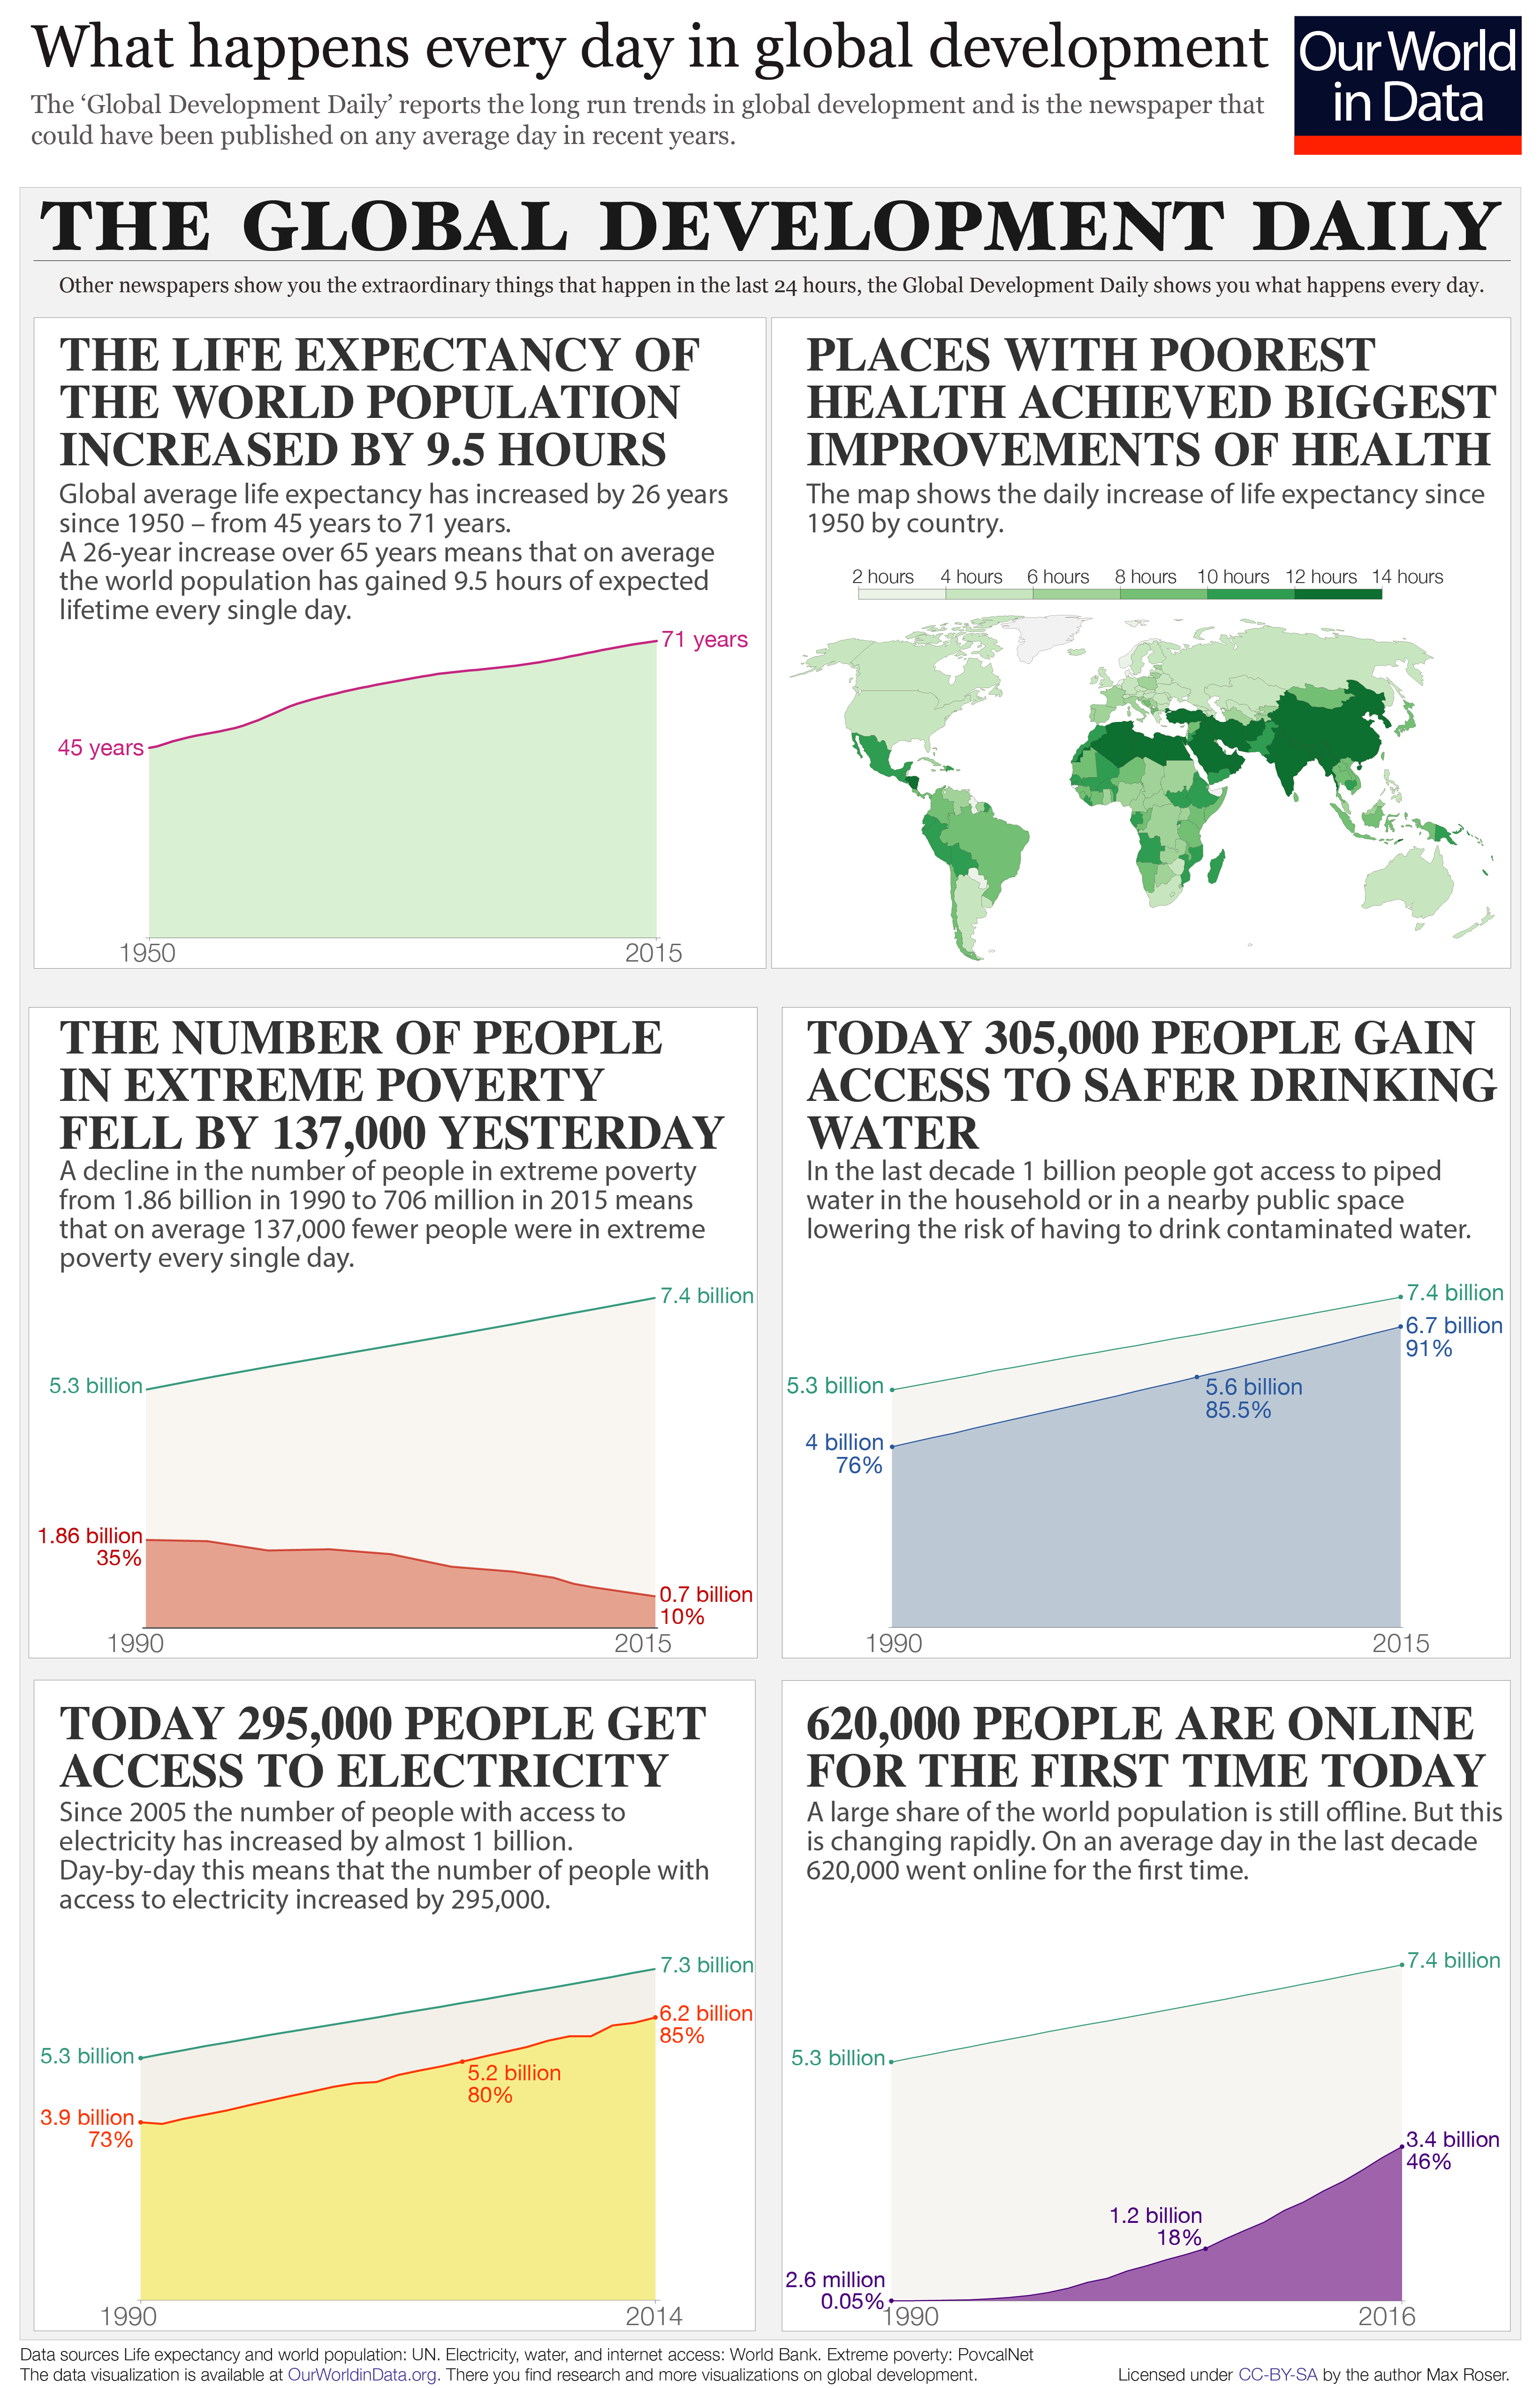 What happens every day in global development
The ‘Global Development Daily’ reports the long run trends in global development and is the newspaper that
could have been published on any average day in recent years.
Our World
in Data
THE GLOBAL DEVELOPMENT DAILY
Other newspapers show you the extraordinary things that happen in the last 24 hours, the Global Development Daily shows you what happens every day.
THE LIFE EXPECTANCY OF
THE WORLD POPULATION
INCREASED BY 9.5 HOURS
Global average life expectancy has increased by 26 years
since 1950 – from 45 years to 71 years.
A 26-year increase over 65 years means that on average
the world population has gained 9.5 hours of expected
lifetime every single day.
71 years
45 years
1950
2015
PLACES WITH POOREST
HEALTH ACHIEVED BIGGEST
IMPROVEMENTS OF HEALTH
The map shows the daily increase of life expectancy since
1950 by country.
2 hours 4 hours 6 hours 8 hours 10 hours 12 hours 14 hours
THE NUMBER OF PEOPLE
IN EXTREME POVERTY
FELL BY 137,000 YESTERDAY
A decline in the number of people in extreme poverty
from 1.86 billion in 1990 to 706 million in 2015 means
that on average 137,000 fewer people were in extreme
poverty every single day.
7.4 billion
5.3 billion
1.86 billion
35%
0.7 billion
10%
1990
2015
TODAY 305,000 PEOPLE GAIN
ACCESS TO SAFER DRINKING
WATER
In the last decade 1 billion people got access to piped
water in the household or in a nearby public space
lowering the risk of having to drink contaminated water.
7.4 billion
6.7 billion
91%
5.3 billion
5.6 billion
85.5%
4 billion
76%
1990
2015
TODAY 295,000 PEOPLE GET
ACCESS TO ELECTRICITY
Since 2005 the number of people with access to
electricity has increased by almost 1 billion.
Day-by-day this means that the number of people with
access to electricity increased by 295,000.
7.3 billion
6.2 billion
85%
5.3 billion
5.2 billion
80%
3.9 billion
73%
1990
2014
620,000 PEOPLE ARE ONLINE
FOR THE FIRST TIME TODAY
A large share of the world population is still offline. But this
is changing rapidly. On an average day in the last decade
620,000 went online for the first time.
7.4 billion
5.3 billion
3.4 billion
46%
1.2 billion
18%
2.6 million
0.05%
1990
2016
Data sources Life expectancy and world population: UN. Electricity, water, and internet access: World Bank. Extreme poverty: PovcalNet
The data visualization is available at OurWorldinData.org. There you find research and more visualizations on global development.
Licensed under CC-BY-SA by the author Max Roser.